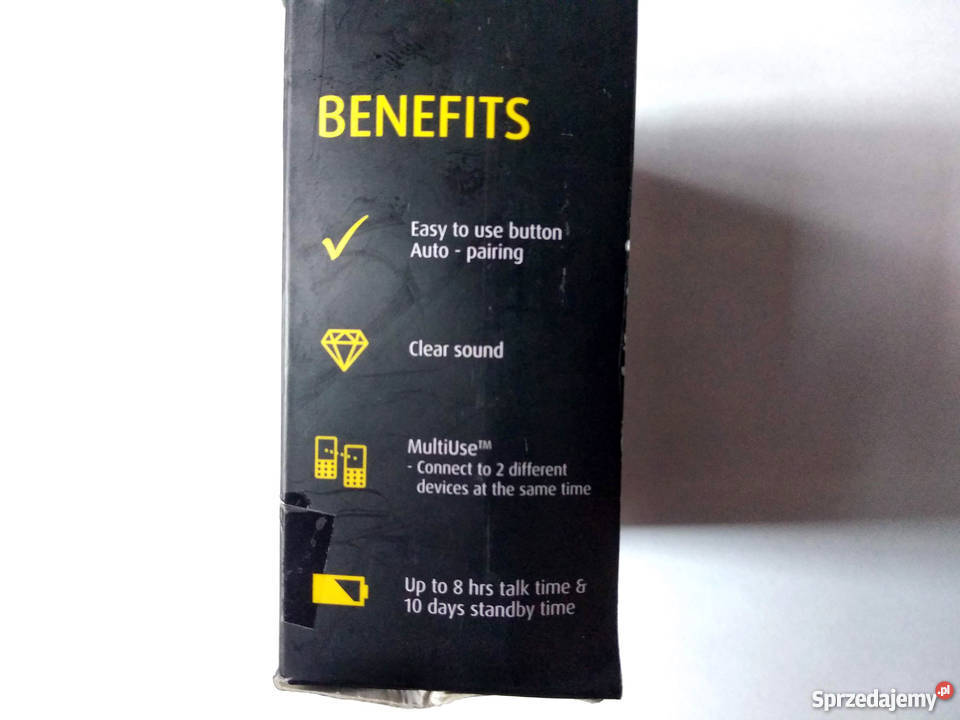 BENEFITS
Easy to use button
Auto - pairing
Clear sound
MultiUse™
- Connect to 2 different
devices at the same time
Up to 8 hrs talk time &
10 days standby time
Sprzedajemy.pl